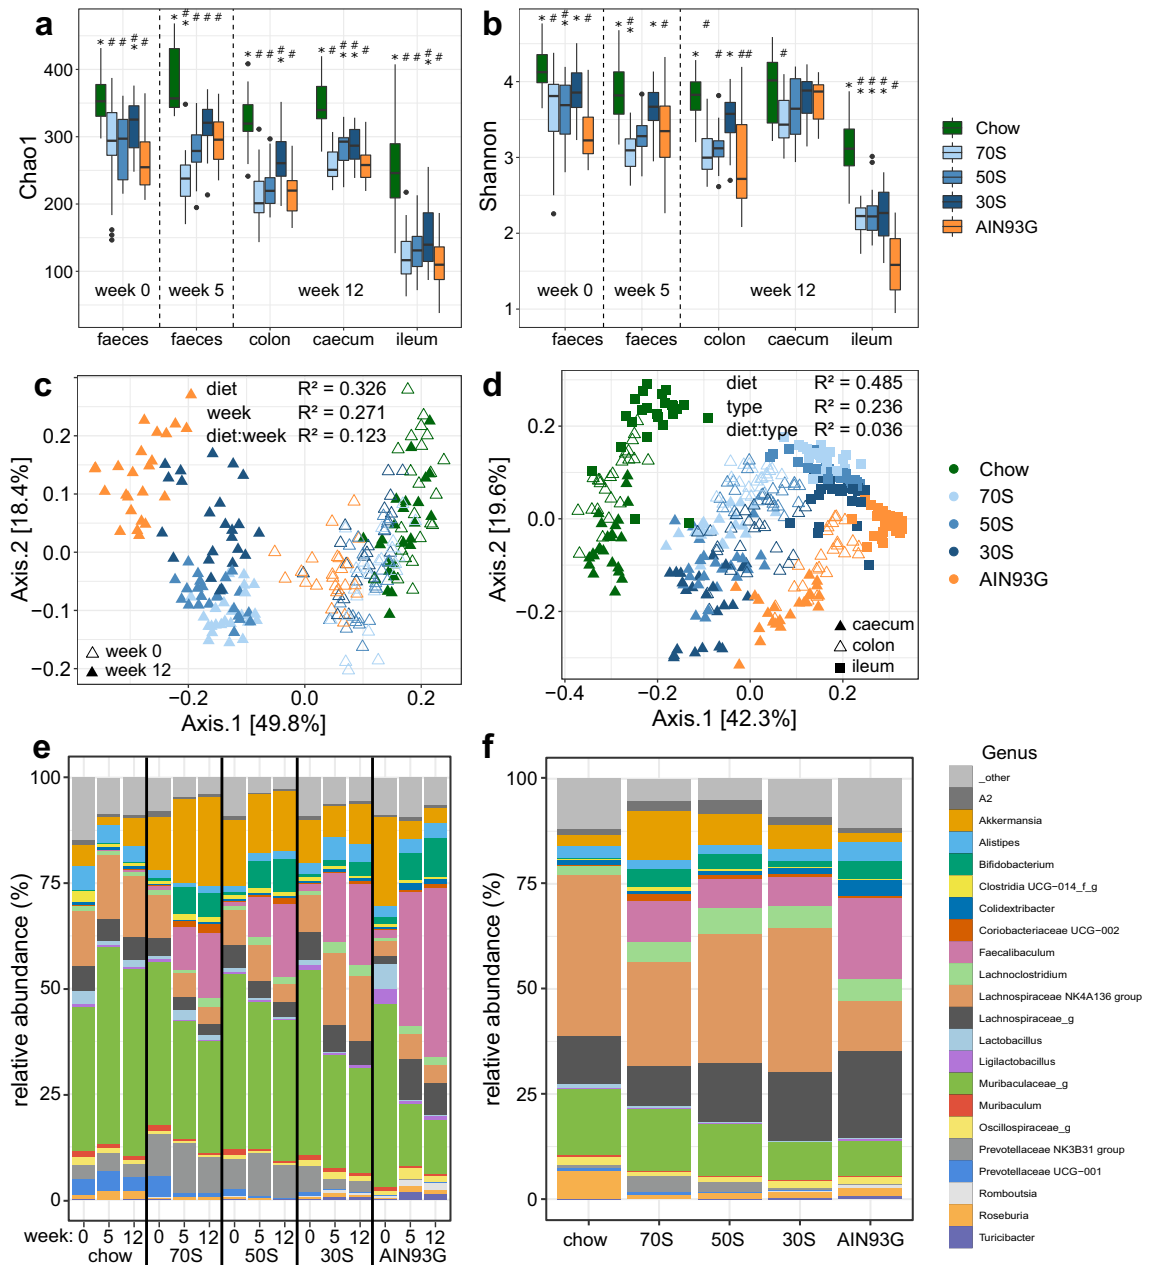 a
Chao1
400
300
200
100
* # # # * #
* # * # # #
* # # # * #
* # # * # * #
* # # # * #
week 0
week 5
week 12
faeces
faeces
colon
caecum
ileum
b
Shannon
4
3
2
1
* # # * * #
* # * * #
* # # * ##
#
* # * # * # * #
week 0
week 5
week 12
faeces
faeces
colon
caecum
ileum
Chow
70S
50S
30S
AIN93G
c
diet R² = 0.326
week R² = 0.271
diet:week R² = 0.123
Axis.2 [18.4%]
0.2
0.1
0.0
−0.1
−0.2
week 0
week 12
−0.2
0.0
0.2
Axis.1 [49.8%]
d
diet R² = 0.485
type R² = 0.236
diet:type R² = 0.036
Axis.2 [19.6%]
0.2
0.0
−0.2
caecum
colon
ileum
−0.4
−0.2
0.0
0.2
Axis.1 [42.3%]
Chow
70S
50S
30S
AIN93G
e
relative abundance (%)
100
75
50
25
0
week: 0 5 12 0 5 12 0 5 12 0 5 12 0 5 12
chow 70S 50S 30S AIN93G
f
relative abundance (%)
100
75
50
25
0
chow 70S 50S 30S AIN93G
Genus
_other
A2
Akkermansia
Alistipes
Bifidobacterium
Clostridia UCG-014_f_g
Colidextribacter
Coriobacteriaceae UCG-002
Faecalibaculum
Lachnoclostridium
Lachnospiraceae NK4A136 group
Lachnospiraceae_g
Lactobacillus
Ligilactobacillus
Muribaculaceae_g
Muribaculum
Oscillospiraceae_g
Prevotellaceae NK3B31 group
Prevotellaceae UCG-001
Romboutsia
Roseburia
Turicibacter